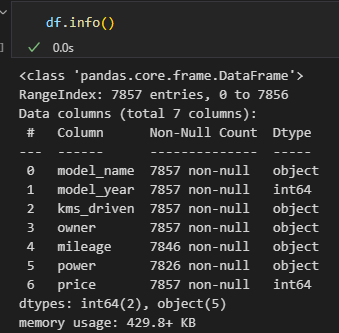 df.info()
0.0s
<class 'pandas.core.frame.DataFrame'>
RangeIndex: 7857 entries, 0 to 7856
Data columns (total 7 columns):
 #   Column      Non-Null Count  Dtype
---  ------      --------------  -----
 0   model_name  7857 non-null   object
 1   model_year  7857 non-null   int64
 2   kms_driven  7857 non-null   object
 3   owner       7857 non-null   object
 4   mileage     7846 non-null   object
 5   power       7826 non-null   object
 6   price       7857 non-null   int64
dtypes: int64(2), object(5)
memory usage: 429.8+ KB